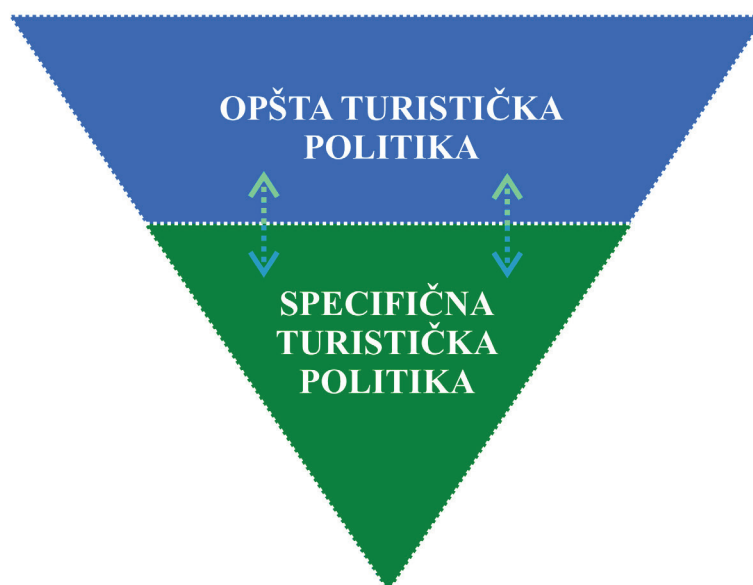 OPŠTA TURISTIČKA
POLITIKA
SPECIFIČNA
TURISTIČKA
POLITIKA